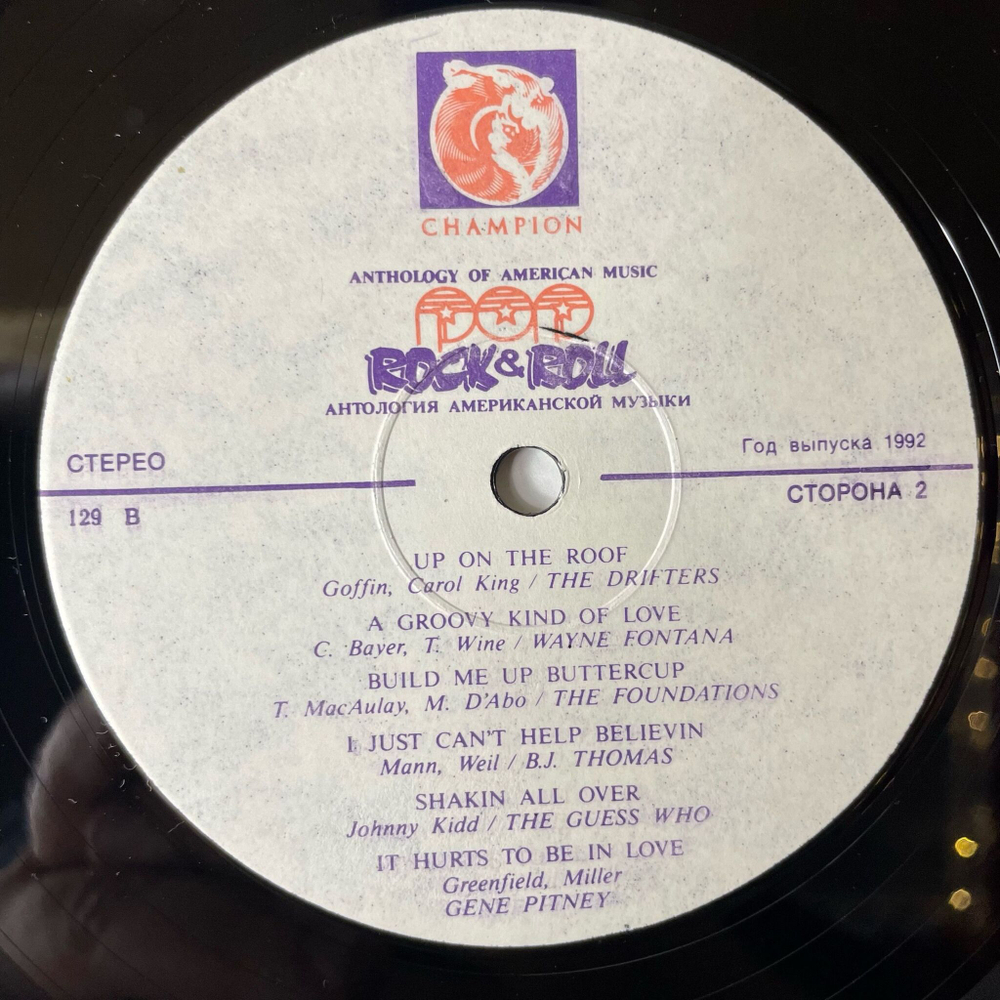 CHAMPION
ANTHOLOGY OF AMERICAN MUSIC
POP
ROCK & ROLL
АНТОЛОГИЯ АМЕРИКАНСКОЙ МУЗЫКИ
СТЕРЕО
Год выпуска 1992
129 B
СТОРОНА 2
UP ON THE ROOF
Goffin, Carol King / THE DRIFTERS
A GROOVY KIND OF LOVE
C. Bayer, T. Wine / WAYNE FONTANA
BUILD ME UP BUTTERCUP
T. MacAulay, M. D'Abo / THE FOUNDATIONS
I JUST CAN'T HELP BELIEVIN
Mann, Weil / B.J. THOMAS
SHAKIN ALL OVER
Johnny Kidd / THE GUESS WHO
IT HURTS TO BE IN LOVE
Greenfield, Miller
GENE PITNEY